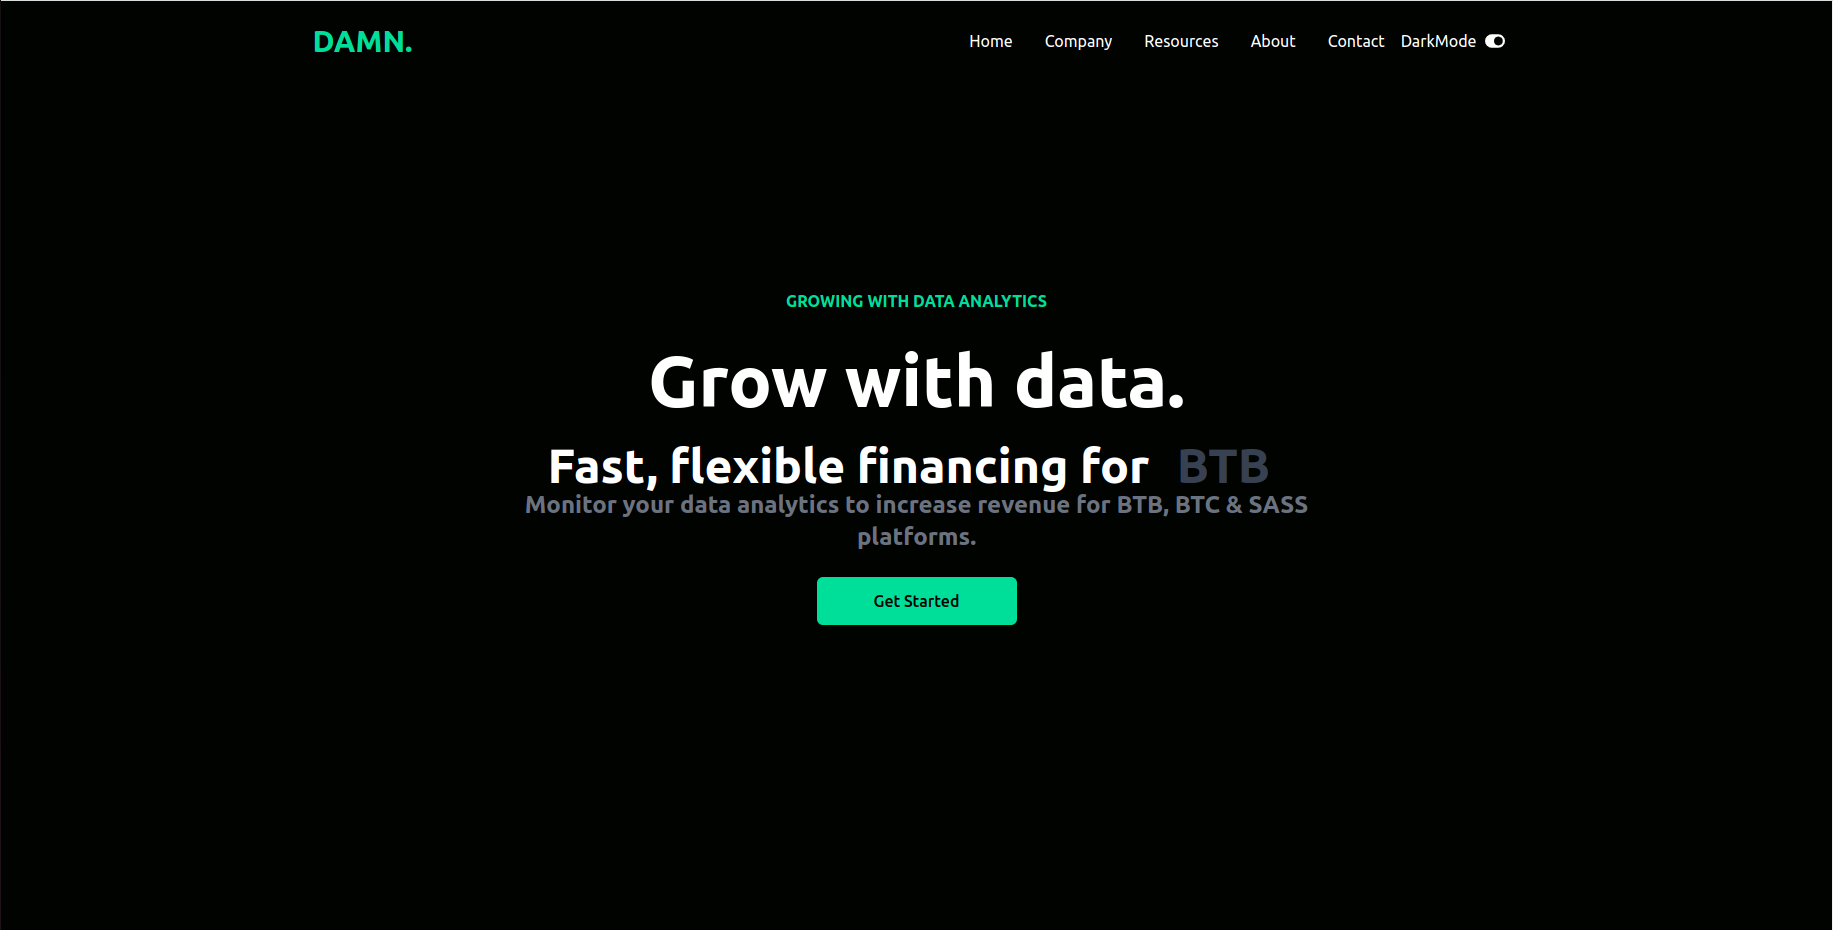 DAMN.
Home Company Resources About Contact DarkMode
GROWING WITH DATA ANALYTICS
Grow with data.
Fast, flexible financing for BTB
Monitor your data analytics to increase revenue for BTB, BTC & SASS
platforms.
Get Started